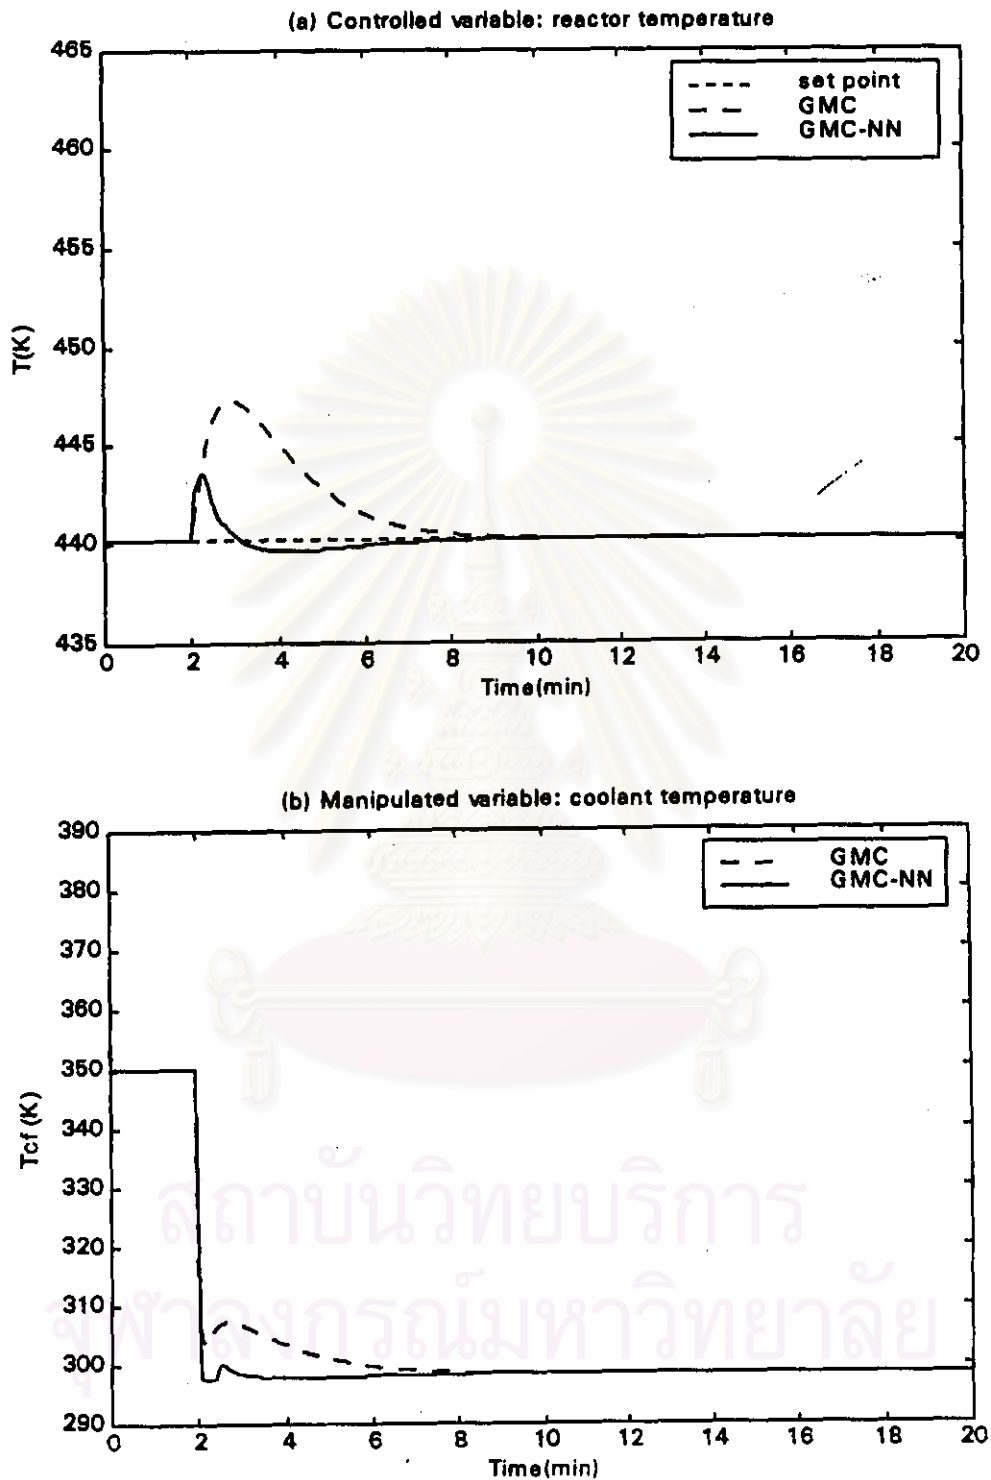 (a) Controlled variable: reactor temperature
465
460
455
450
445
440
435
T(K)
set point
GMC
GMC-NN
0 2 4 6 8 10 12 14 16 18 20
Time(min)
(b) Manipulated variable: coolant temperature
390
380
370
360
350
340
330
320
310
300
290
Tcf (K)
GMC
GMC-NN
0 2 4 6 8 10 12 14 16 18 20
Time(min)
สถาบันวิทยบริการ
จุฬาลงกรณ์มหาวิทยาลัย